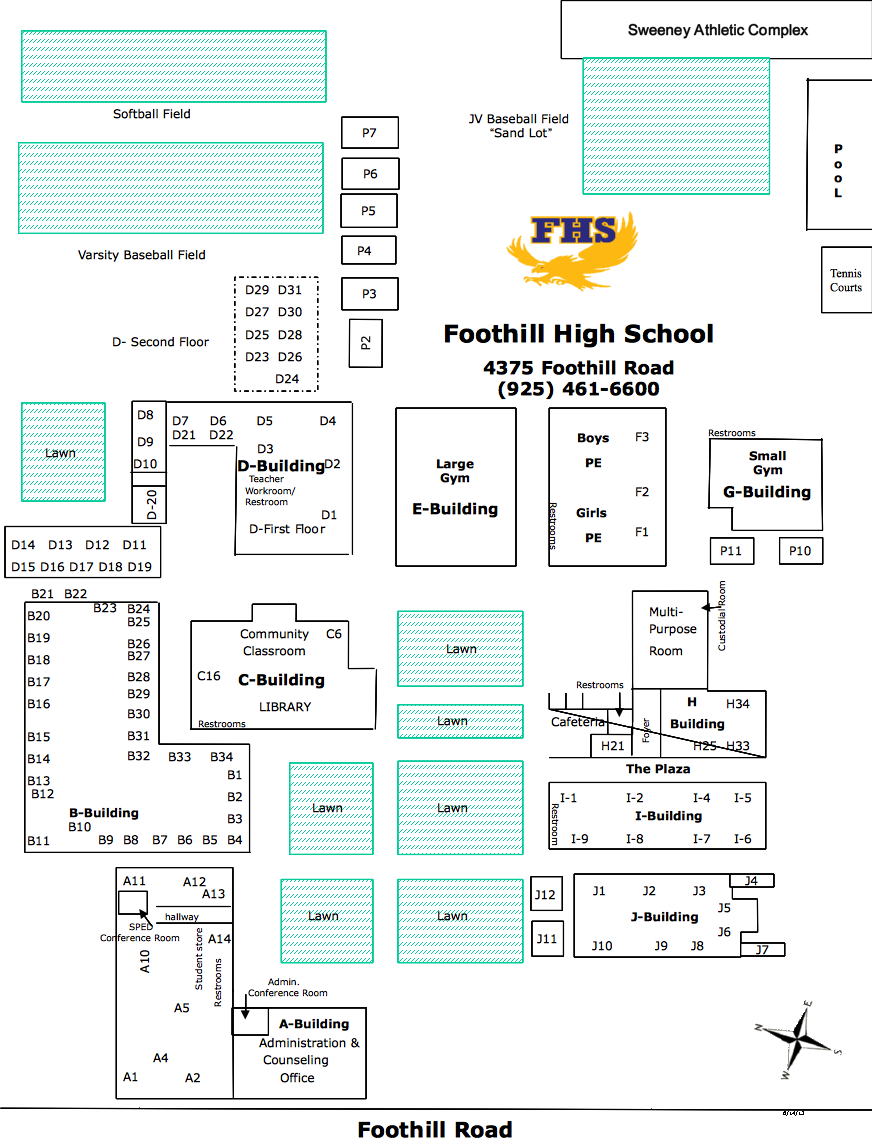 Sweeney Athletic Complex
Softball Field
JV Baseball Field
“Sand Lot”
P7
P6
P5
P4
P3
P2
P
o
o
L
Varsity Baseball Field
FHS
Tennis
Courts
D- Second Floor
D29 D31
D27 D30
D25 D28
D23 D26
D24
Foothill High School
4375 Foothill Road
(925) 461-6600
Lawn
D8
D9
D10
D-20
D7 D6 D5 D4
D21 D22
D3
D-Building
D2
Teacher
Workroom/
Restroom
D1
D-First Floor
Large
Gym
E-Building
Boys
PE
Girls
PE
F3
F2
F1
Restrooms
Restrooms
Small
Gym
G-Building
P11
P10
D14 D13 D12 D11
D15 D16 D17 D18 D19
B21 B22
B23 B24
B25
B20
B19
B26
B27
B18
B28
B17
B29
B16
B30
B15
B31
B14
B32 B33 B34
B13
B1
B12
B2
B-Building
B3
B10
B11 B9 B8 B7 B6 B5 B4
Community
Classroom
C6
C16
C-Building
LIBRARY
Restrooms
Lawn
Lawn
Lawn
Lawn
Lawn
Lawn
Multi-
Purpose
Room
Custodial Room
Restrooms
Cafeteria
Foyer
H21
H
Building
H34
H25 H33
The Plaza
I-1 I-2 I-4 I-5
I-Building
Restroom
I-9 I-8 I-7 I-6
J12
J11
J1 J2 J3 J4
J5
J-Building
J6
J10 J9 J8 J7
A11 A12
A13
hallway
SPED
Conference Room
A14
Student store
Restrooms
A10
A5
A4
A1 A2
Admin.
Conference Room
A-Building
Administration &
Counseling
Office
E
N
S
W
8/14/13
Foothill Road